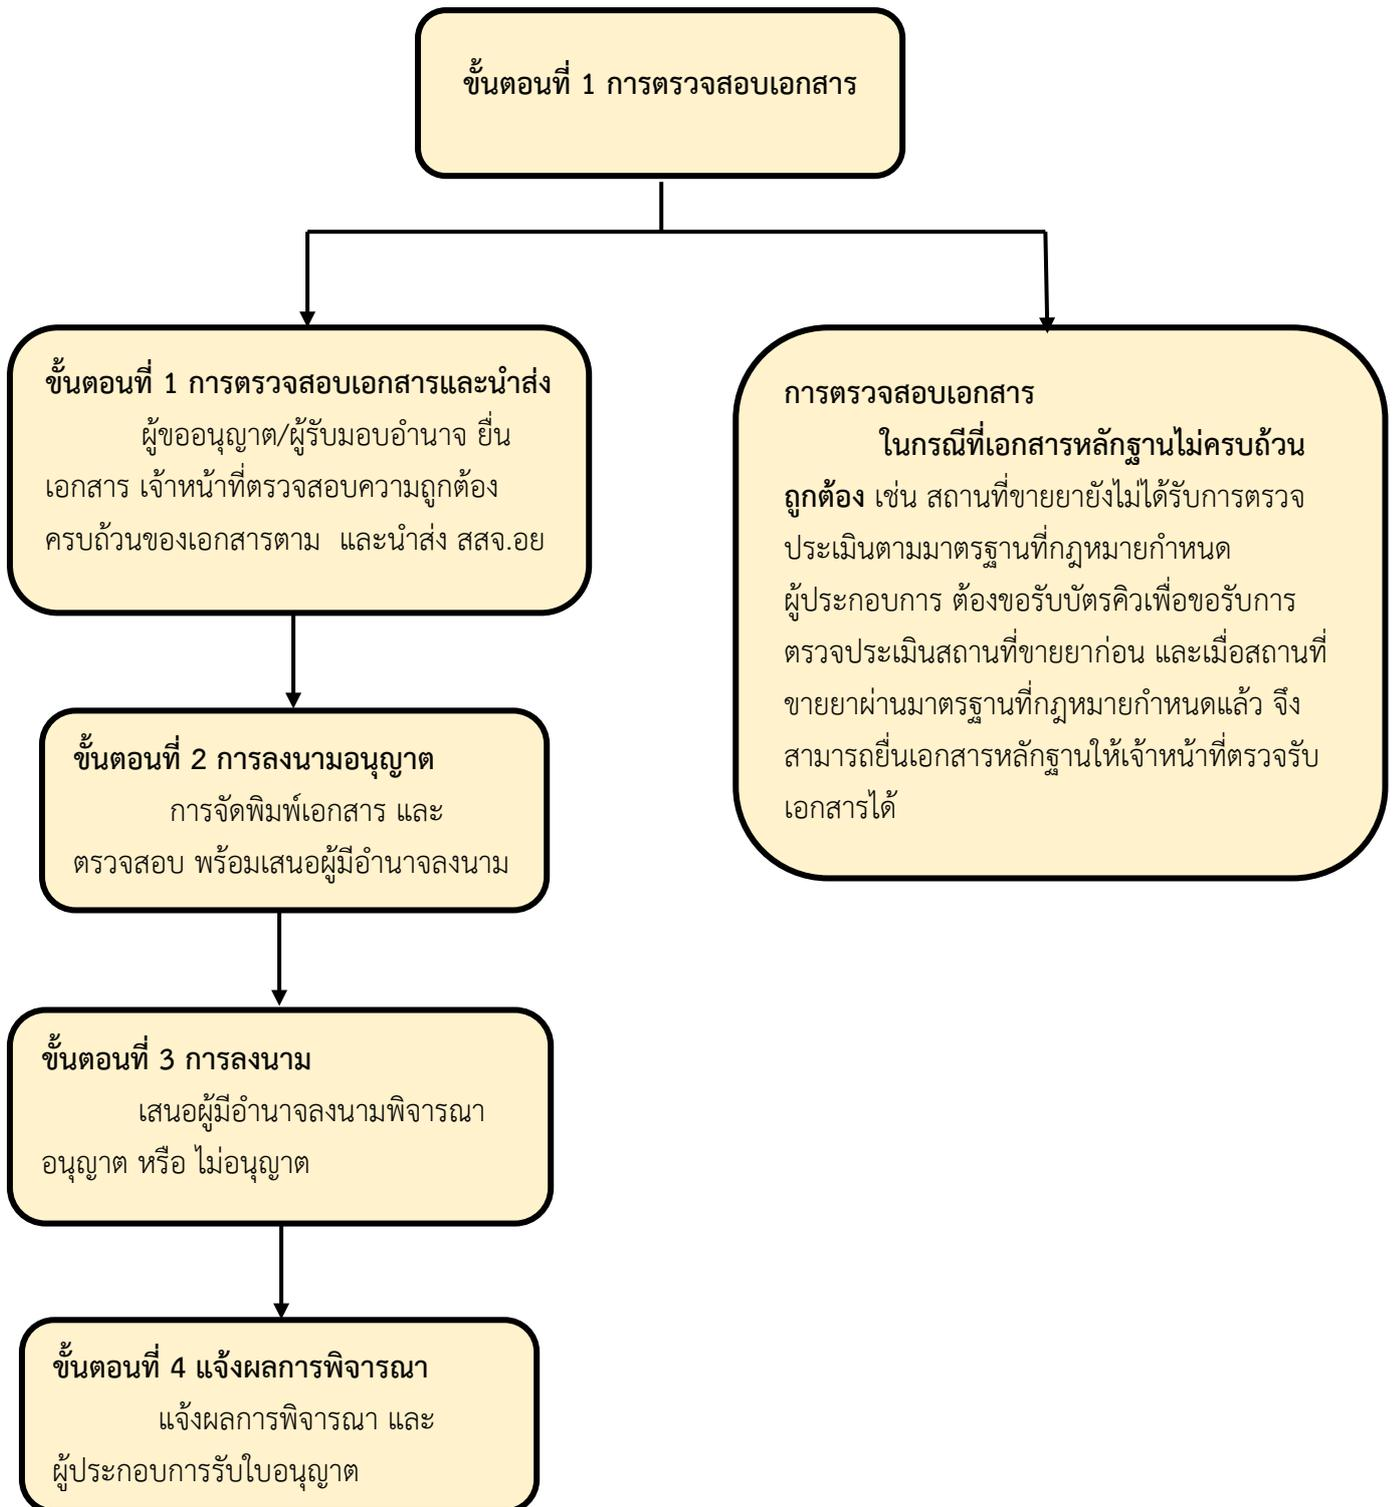 ขั้นตอนที่ 1 การตรวจสอบเอกสาร
ขั้นตอนที่ 1 การตรวจสอบเอกสารและนำส่ง
ผู้ขออนุญาต/ผู้รับมอบอำนาจ ยื่น
เอกสาร เจ้าหน้าที่ตรวจสอบความถูกต้อง
ครบถ้วนของเอกสารตาม และนำส่ง สสจ.อย
การตรวจสอบเอกสาร
ในกรณีที่เอกสารหลักฐานไม่ครบถ้วน
ถูกต้อง เช่น สถานที่ขายยายังไม่ได้รับการตรวจ
ประเมินตามมาตรฐานที่กฎหมายกำหนด
ผู้ประกอบการ ต้องขอรับบัตรคิวเพื่อขอรับการ
ตรวจประเมินสถานที่ขายยาก่อน และเมื่อสถานที่
ขายยาผ่านมาตรฐานที่กฎหมายกำหนดแล้ว จึง
สามารถยื่นเอกสารหลักฐานให้เจ้าหน้าที่ตรวจรับ
เอกสารได้
ขั้นตอนที่ 2 การลงนามอนุญาต
การจัดพิมพ์เอกสาร และ
ตรวจสอบ พร้อมเสนอผู้มีอำนาจลงนาม
ขั้นตอนที่ 3 การลงนาม
เสนอผู้มีอำนาจลงนามพิจารณา
อนุญาต หรือ ไม่อนุญาต
ขั้นตอนที่ 4 แจ้งผลการพิจารณา
แจ้งผลการพิจารณา และ
ผู้ประกอบการรับใบอนุญาต